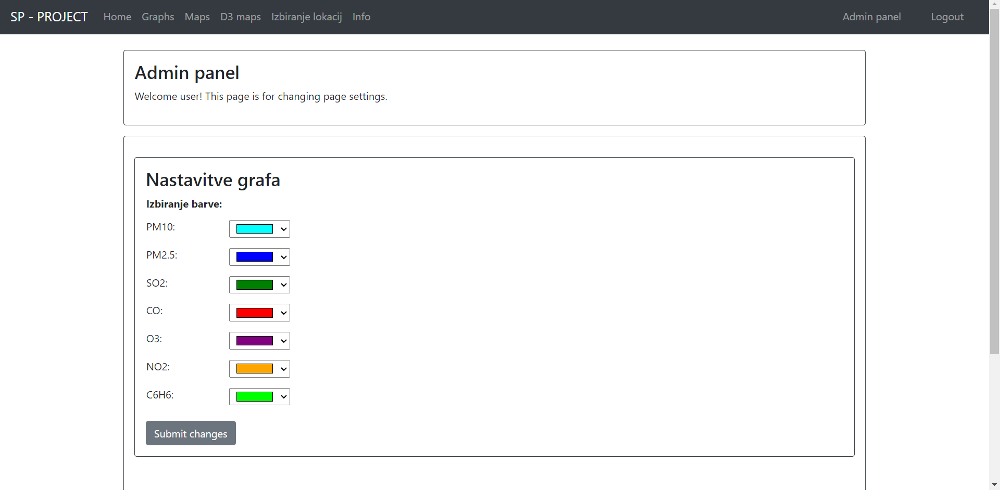 SP - PROJECT Home Graphs Maps D3 maps Izbiranje lokacij Info Admin panel Logout
Admin panel
Welcome user! This page is for changing page settings.
Nastavitve grafa
Izbiranje barve:
PM10:
PM2.5:
SO2:
CO:
O3:
NO2:
C6H6:
Submit changes